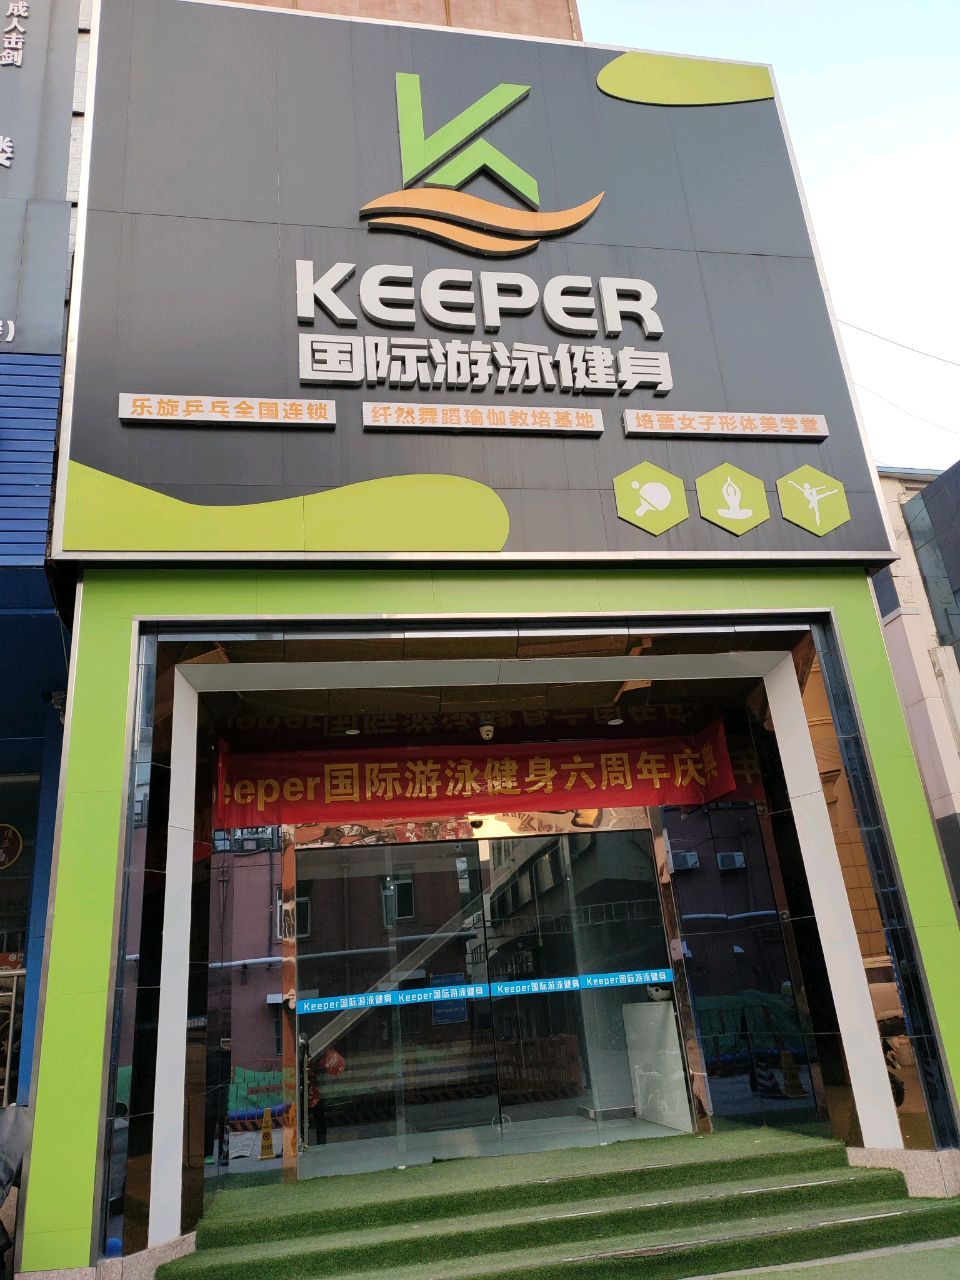 成人击剑
KEEPER
国际游泳健身
乐旋乒乓全国连锁
纤然舞蹈瑜伽教培基地
培蕾女子形体美学堂
eeper国际游泳健身六周年庆
Keeper国际游泳健身 Keeper国际游泳健身 Keeper国际游泳健身 Keeper国际游泳健身